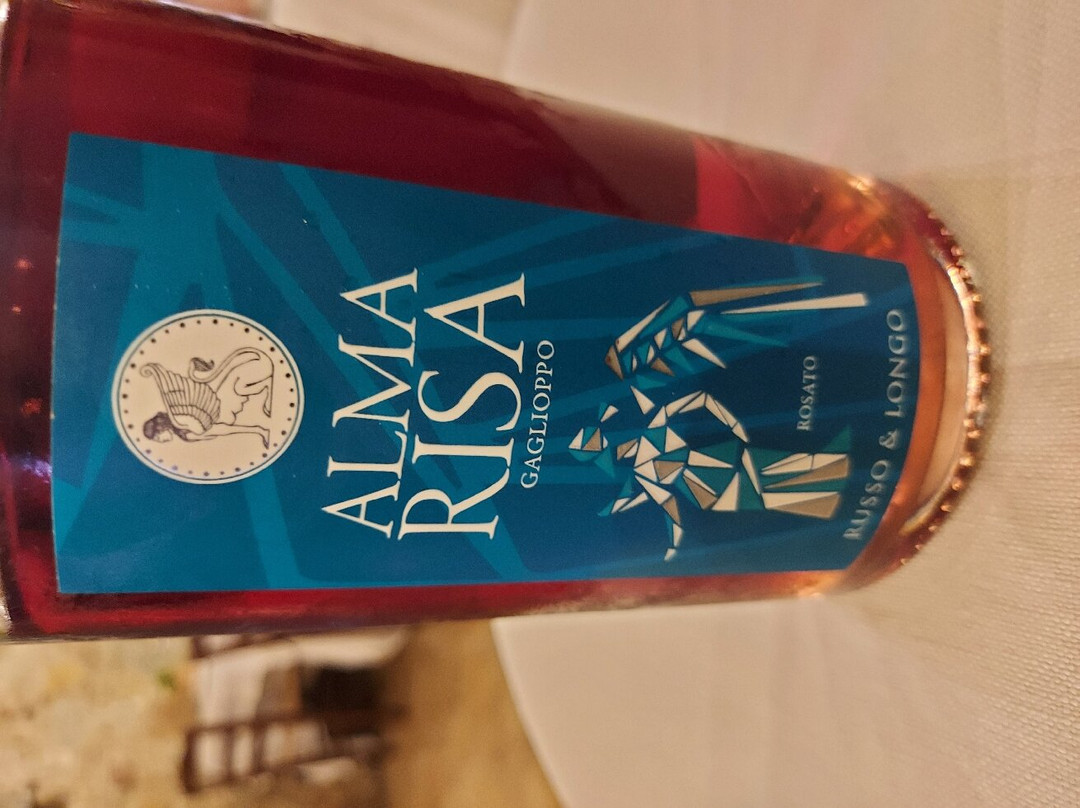 ALMA
RISA
GAGLIOPPO
ROSATO
RUSSO & LONGO